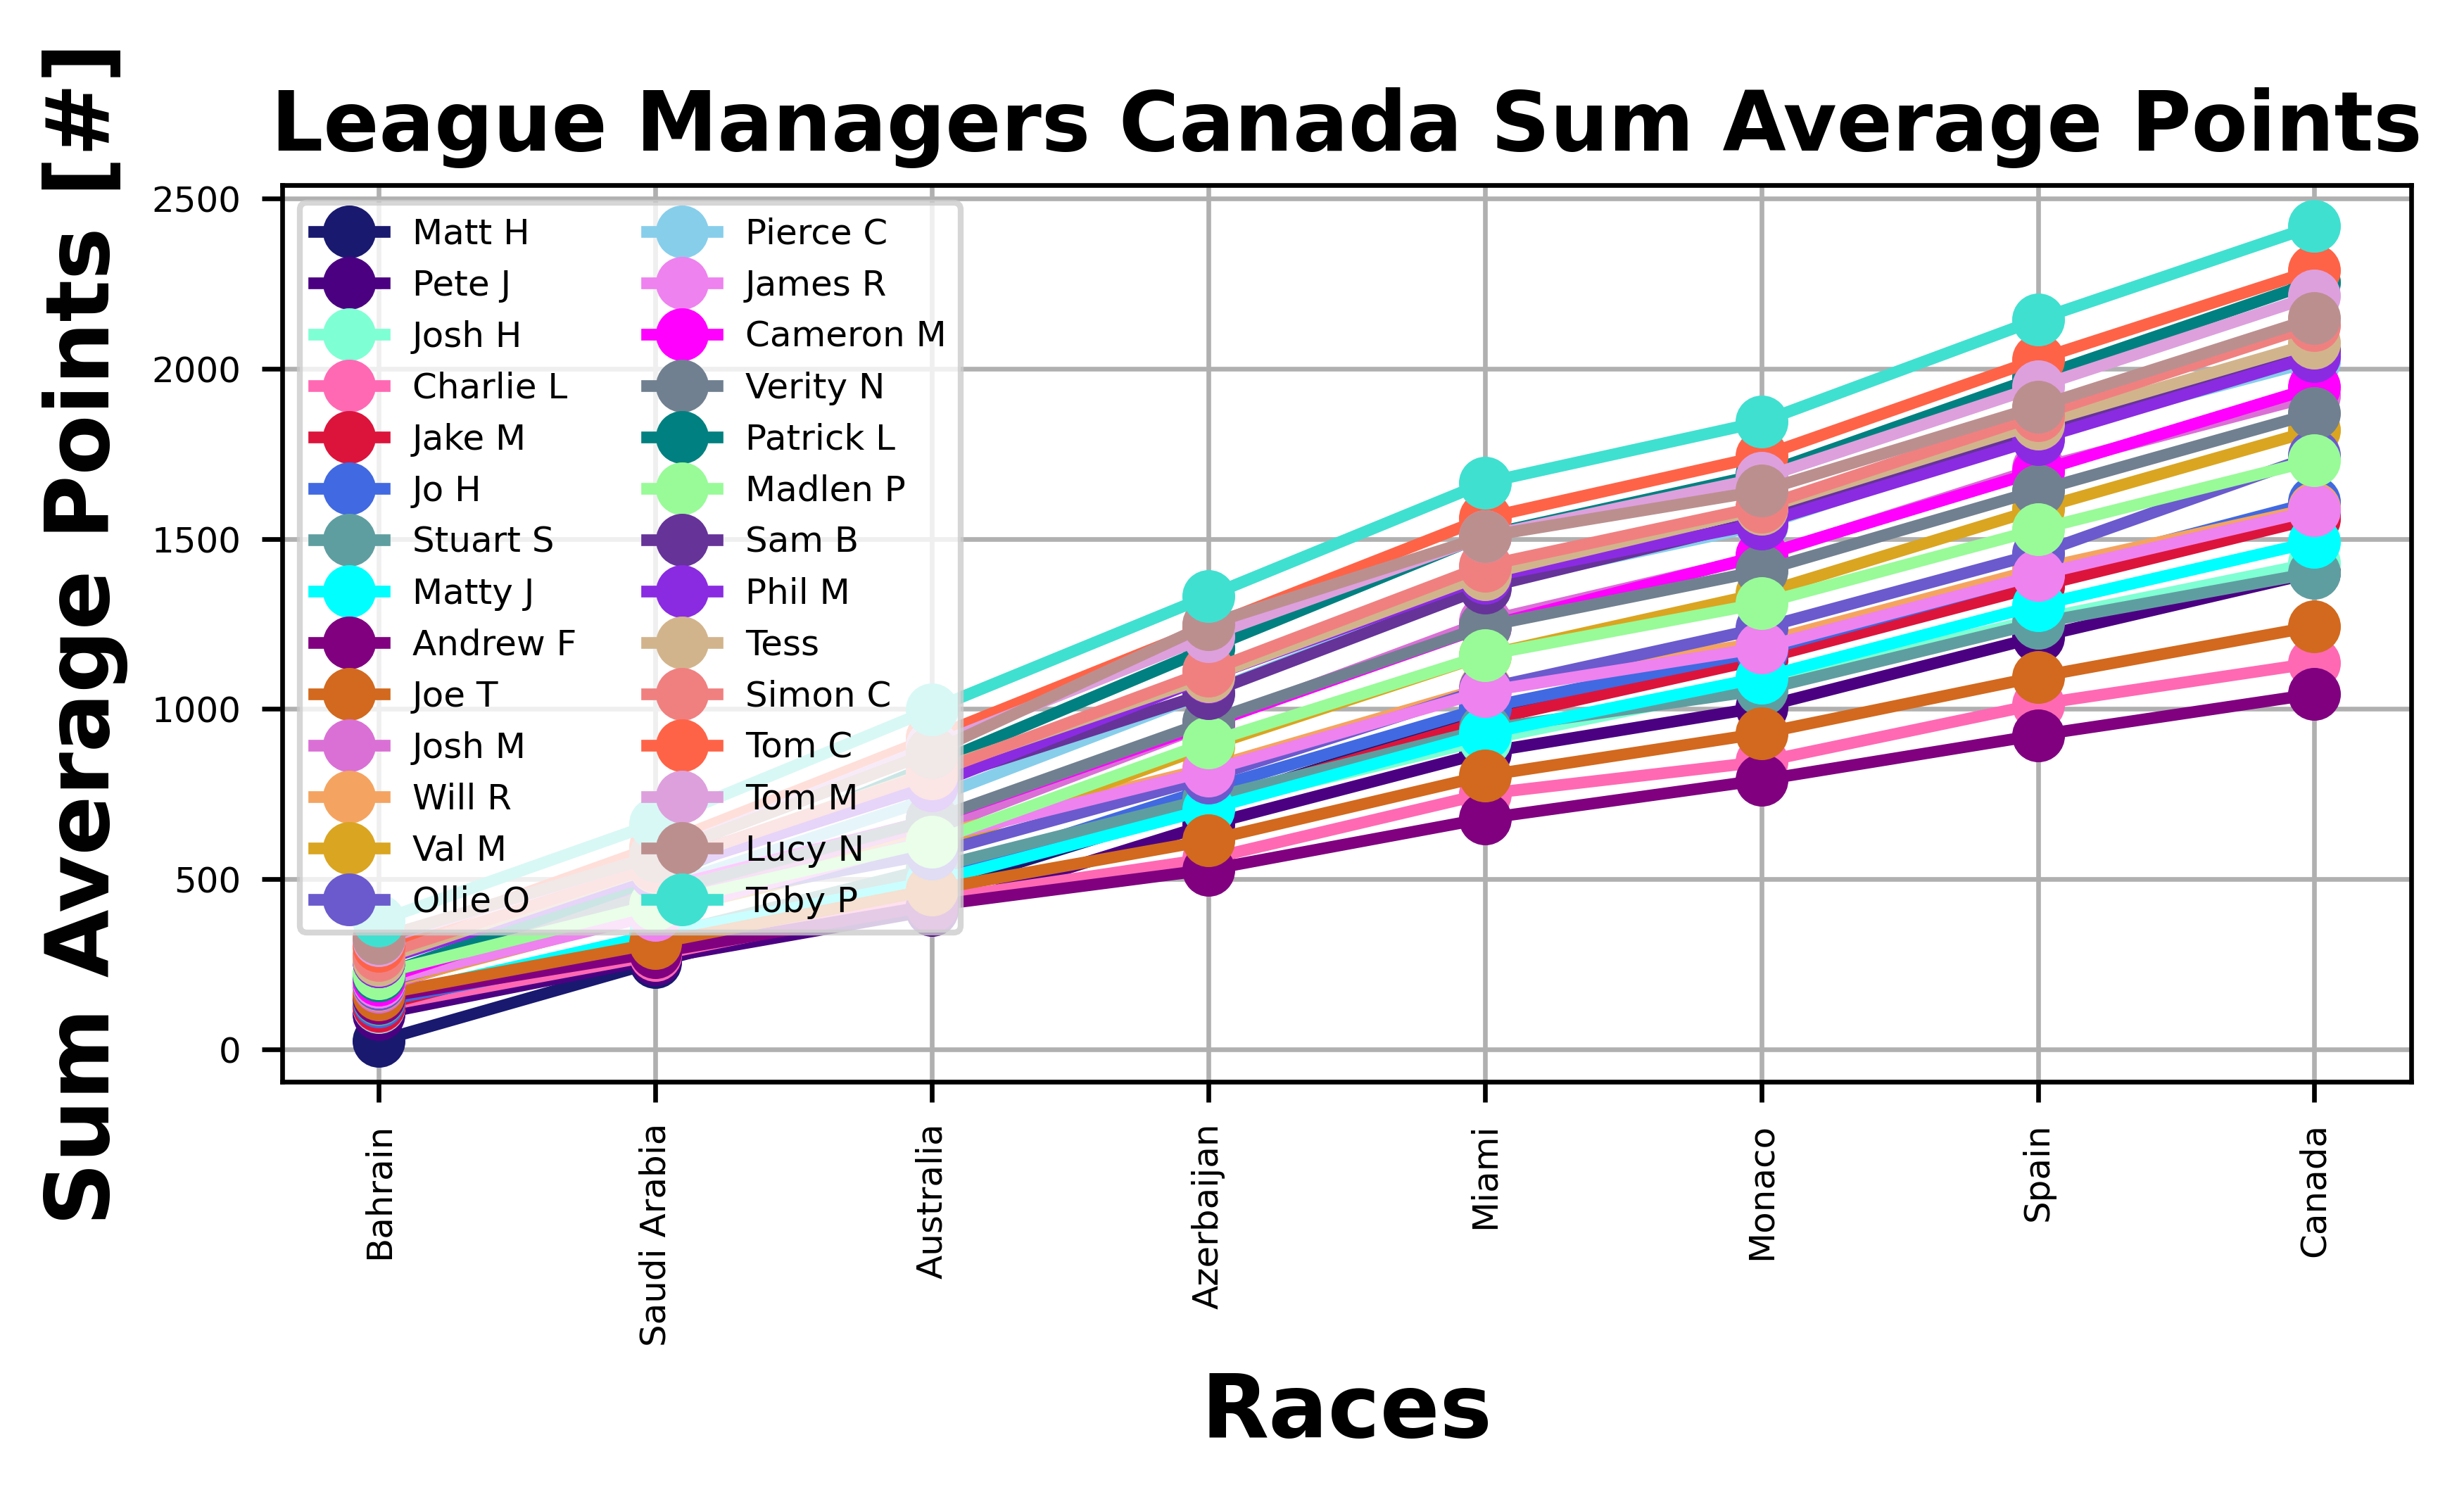 League Managers Canada Sum Average Points
Sum Average Points [#]
2500
2000
1500
1000
500
0
Matt H
Pete J
Josh H
Charlie L
Jake M
Jo H
Stuart S
Matty J
Andrew F
Joe T
Josh M
Will R
Val M
Ollie O
Pierce C
James R
Cameron M
Verity N
Patrick L
Madlen P
Sam B
Phil M
Tess
Simon C
Tom C
Tom M
Lucy N
Toby P
Bahrain
Saudi Arabia
Australia
Azerbaijan
Miami
Monaco
Spain
Canada
Races